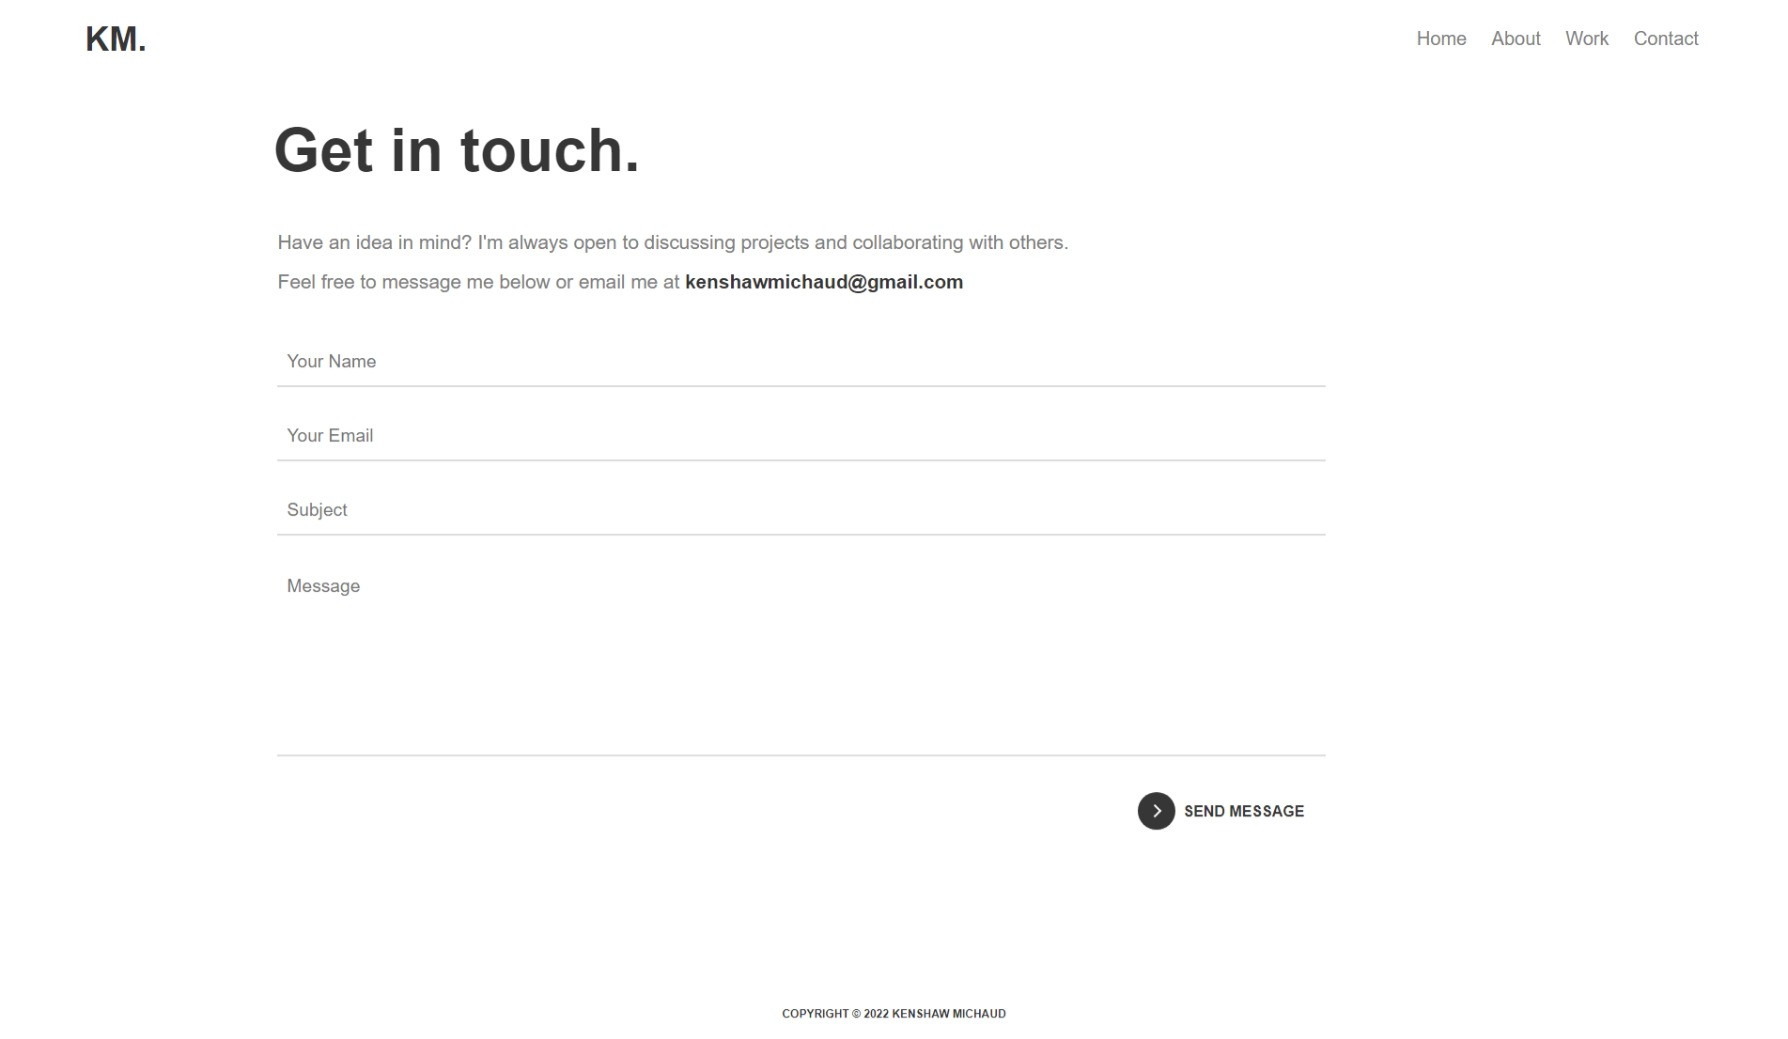 KM.
Home About Work Contact
Get in touch.
Have an idea in mind? I'm always open to discussing projects and collaborating with others.
Feel free to message me below or email me at kenshawmichaud@gmail.com
Your Name
Your Email
Subject
Message
SEND MESSAGE
COPYRIGHT © 2022 KENSHAW MICHAUD